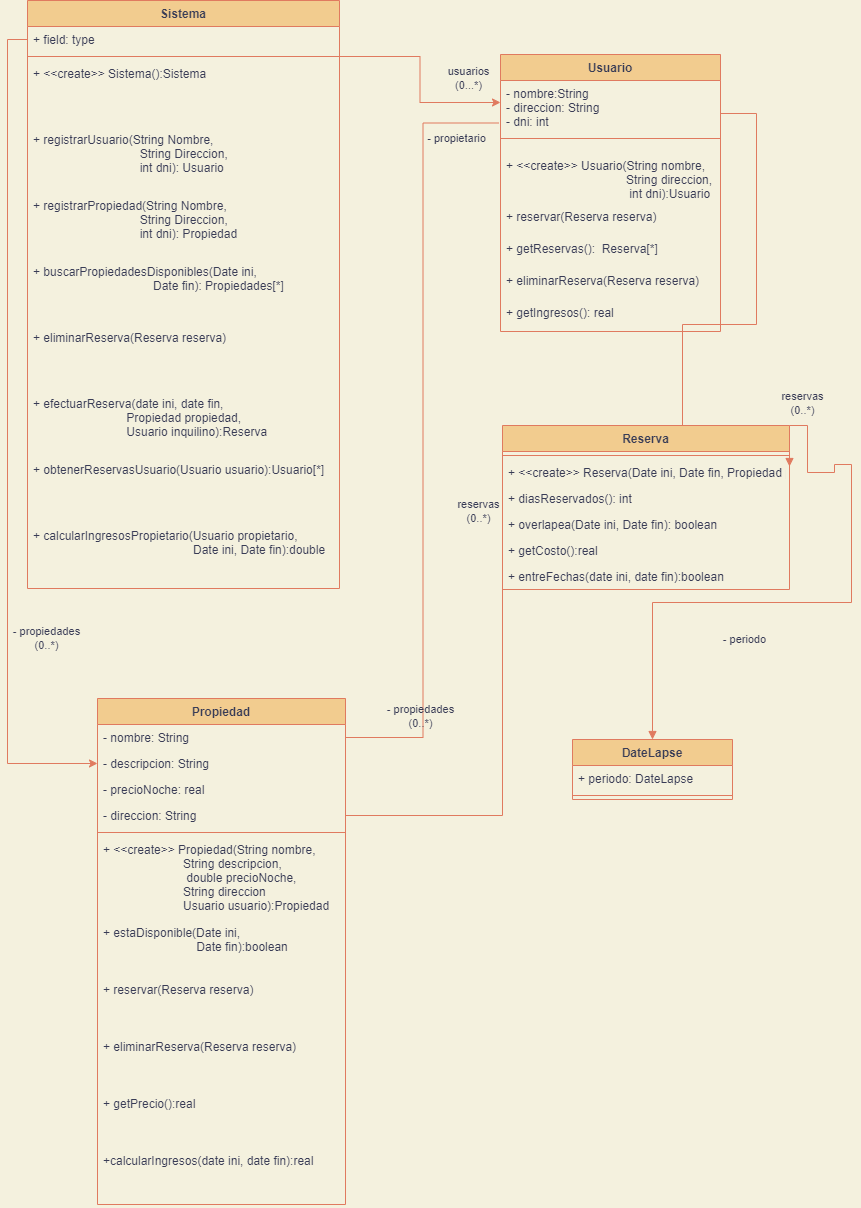 Sistema
+ field: type
+ <<create>> Sistema():Sistema
+ registrarUsuario(String Nombre,
String Direccion,
int dni): Usuario
+ registrarPropiedad(String Nombre,
String Direccion,
int dni): Propiedad
+ buscarPropiedadesDisponibles(Date ini,
Date fin): Propiedades[*]
+ eliminarReserva(Reserva reserva)
+ efectuarReserva(date ini, date fin,
Propiedad propiedad,
Usuario inquilino):Reserva
+ obtenerReservasUsuario(Usuario usuario):Usuario[*]
+ calcularIngresosPropietario(Usuario propietario,
Date ini, Date fin):double
usuarios
(0...*)
- propietario
Usuario
- nombre:String
- direccion: String
- dni: int
+ <<create>> Usuario(String nombre,
String direccion,
int dni):Usuario
+ reservar(Reserva reserva)
+ getReservas():  Reserva[*]
+ eliminarReserva(Reserva reserva)
+ getIngresos(): real
reservas
(0..*)
Reserva
+ <<create>> Reserva(Date ini, Date fin, Propiedad
+ diasReservados(): int
+ overlapea(Date ini, Date fin): boolean
+ getCosto():real
+ entreFechas(date ini, date fin):boolean
reservas
(0..*)
- propiedades
(0..*)
- periodo
- propiedades
(0..*)
Propiedad
- nombre: String
- descripcion: String
- precioNoche: real
- direccion: String
+ <<create>> Propiedad(String nombre,
String descripcion,
double precioNoche,
String direccion
Usuario usuario):Propiedad
+ estaDisponible(Date ini,
Date fin):boolean
+ reservar(Reserva reserva)
+ eliminarReserva(Reserva reserva)
+ getPrecio():real
+calcularIngresos(date ini, date fin):real
DateLapse
+ periodo: DateLapse